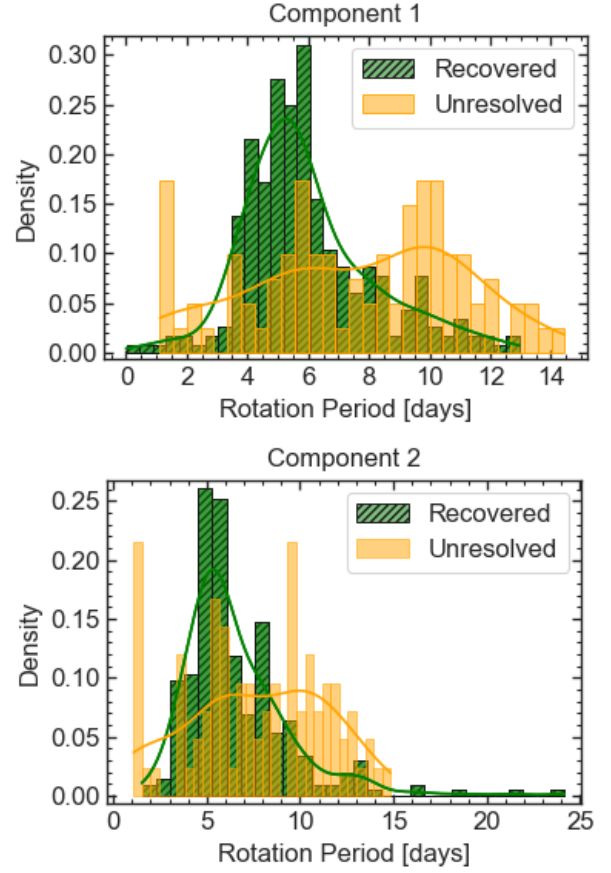 Component 1
0.30
0.25
0.20
0.15
0.10
0.05
0.00
Density
Recovered
Unresolved
0 2 4 6 8 10 12 14
Rotation Period [days]
Component 2
0.25
0.20
0.15
0.10
0.05
0.00
Density
Recovered
Unresolved
0 5 10 15 20 25
Rotation Period [days]